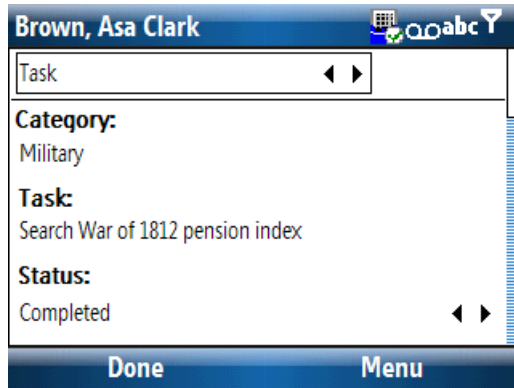 Brown, Asa Clark abc
Task
Category:
Military
Task:
Search War of 1812 pension index
Status:
Completed
Done Menu